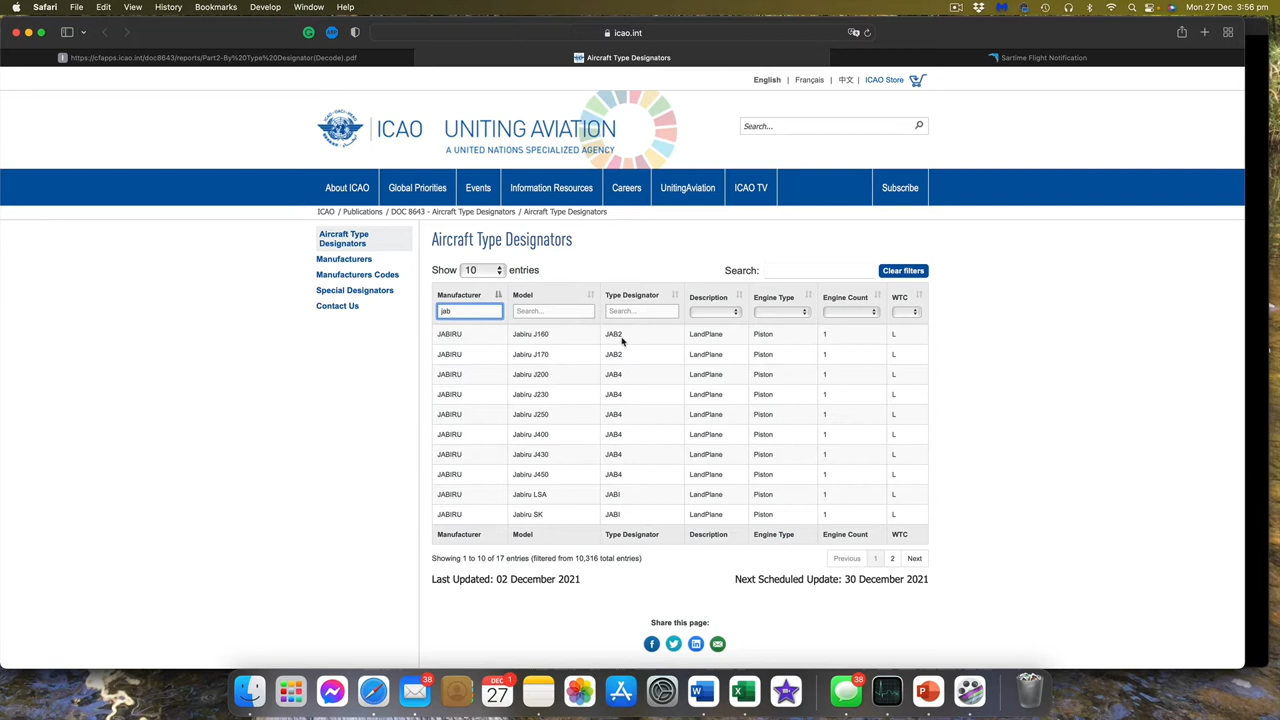 Safari File Edit View History Bookmarks Develop Window Help Mon 27 Dec 3:56 pm
icao.int
https://cfapps.icao.int/doc8643/reports/Part2-By%20Type%20Designator(Decode).pdf Aircraft Type Designators Sartime Flight Notification
English | Français | 中文 | ICAO Store
ICAO UNITING AVIATION
A UNITED NATIONS SPECIALIZED AGENCY
Search...
About ICAO Global Priorities Events Information Resources Careers UnitingAviation ICAO TV Subscribe
ICAO / Publications / DOC 8643 - Aircraft Type Designators / Aircraft Type Designators
Aircraft Type
Designators
Manufacturers
Manufacturers Codes
Special Designators
Contact Us
Aircraft Type Designators
Show 10 entries Search: Clear filters
Manufacturer Model Type Designator Description Engine Type Engine Count WTC
jab Search... Search...
JABIRU Jabiru J160 JAB2 LandPlane Piston 1 L
JABIRU Jabiru J170 JAB2 LandPlane Piston 1 L
JABIRU Jabiru J200 JAB4 LandPlane Piston 1 L
JABIRU Jabiru J230 JAB4 LandPlane Piston 1 L
JABIRU Jabiru J250 JAB4 LandPlane Piston 1 L
JABIRU Jabiru J400 JAB4 LandPlane Piston 1 L
JABIRU Jabiru J430 JAB4 LandPlane Piston 1 L
JABIRU Jabiru J450 JAB4 LandPlane Piston 1 L
JABIRU Jabiru LSA JABI LandPlane Piston 1 L
JABIRU Jabiru SK JABI LandPlane Piston 1 L
Manufacturer Model Type Designator Description Engine Type Engine Count WTC
Showing 1 to 10 of 17 entries (filtered from 10,316 total entries) Previous 1 2 Next
Last Updated: 02 December 2021 Next Scheduled Update: 30 December 2021
Share this page:
38
DEC 1
27
38